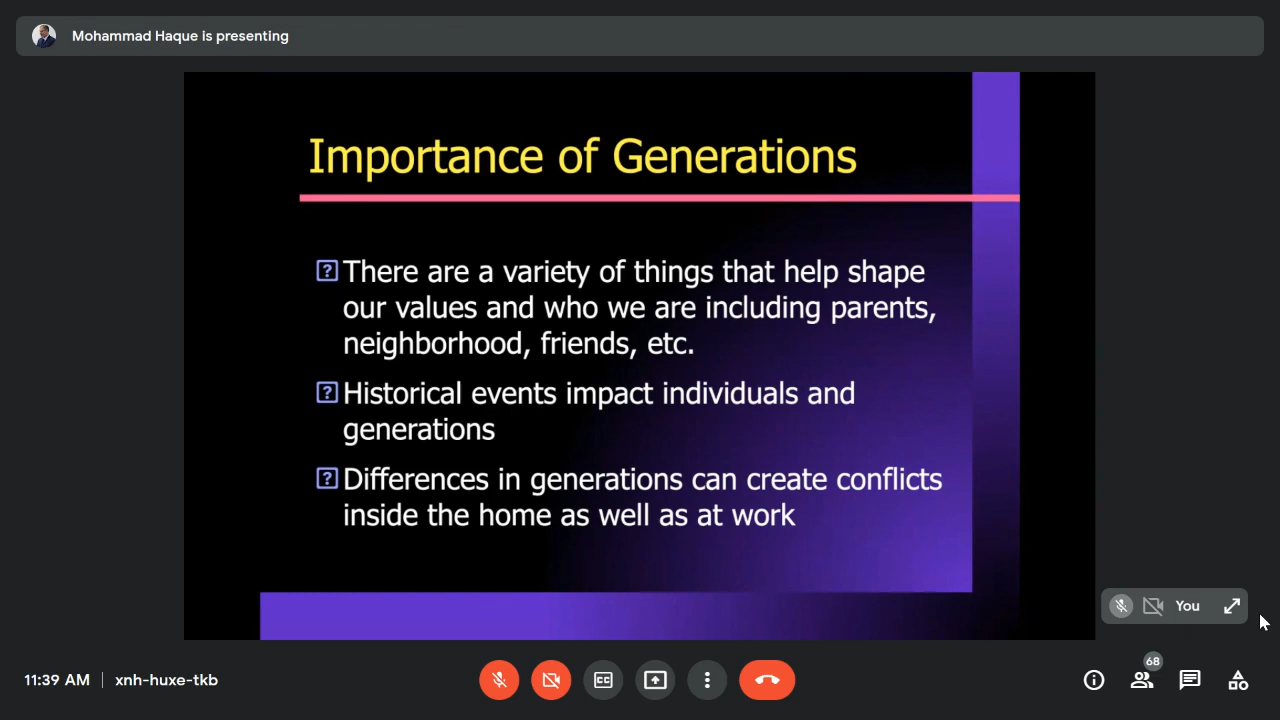 Mohammad Haque is presenting
Importance of Generations
There are a variety of things that help shape
our values and who we are including parents,
neighborhood, friends, etc.
Historical events impact individuals and
generations
Differences in generations can create conflicts
inside the home as well as at work
You
68
11:39 AM | xnh-huxe-tkb
CC